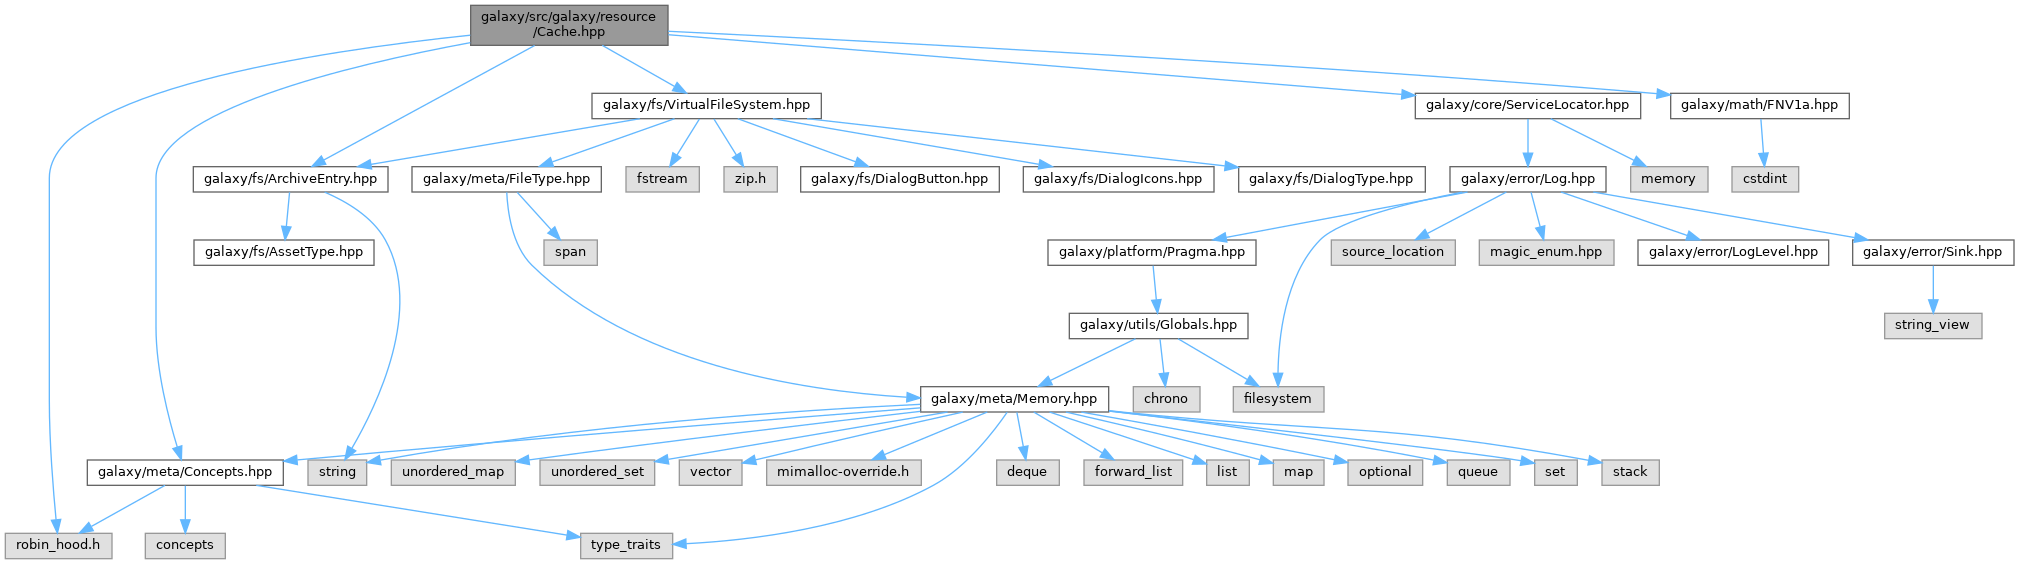 galaxy/src/galaxy/resource
/Cache.hpp
galaxy/fs/VirtualFileSystem.hpp
galaxy/core/ServiceLocator.hpp
galaxy/math/FNV1a.hpp
galaxy/fs/ArchiveEntry.hpp
galaxy/meta/FileType.hpp
fstream
zip.h
galaxy/fs/DialogButton.hpp
galaxy/fs/DialogIcons.hpp
galaxy/fs/DialogType.hpp
galaxy/error/Log.hpp
memory
cstdint
galaxy/fs/AssetType.hpp
span
galaxy/platform/Pragma.hpp
source_location
magic_enum.hpp
galaxy/error/LogLevel.hpp
galaxy/error/Sink.hpp
galaxy/utils/Globals.hpp
string_view
galaxy/meta/Memory.hpp
chrono
filesystem
galaxy/meta/Concepts.hpp
string
unordered_map
unordered_set
vector
mimalloc-override.h
deque
forward_list
list
map
optional
queue
set
stack
robin_hood.h
concepts
type_traits